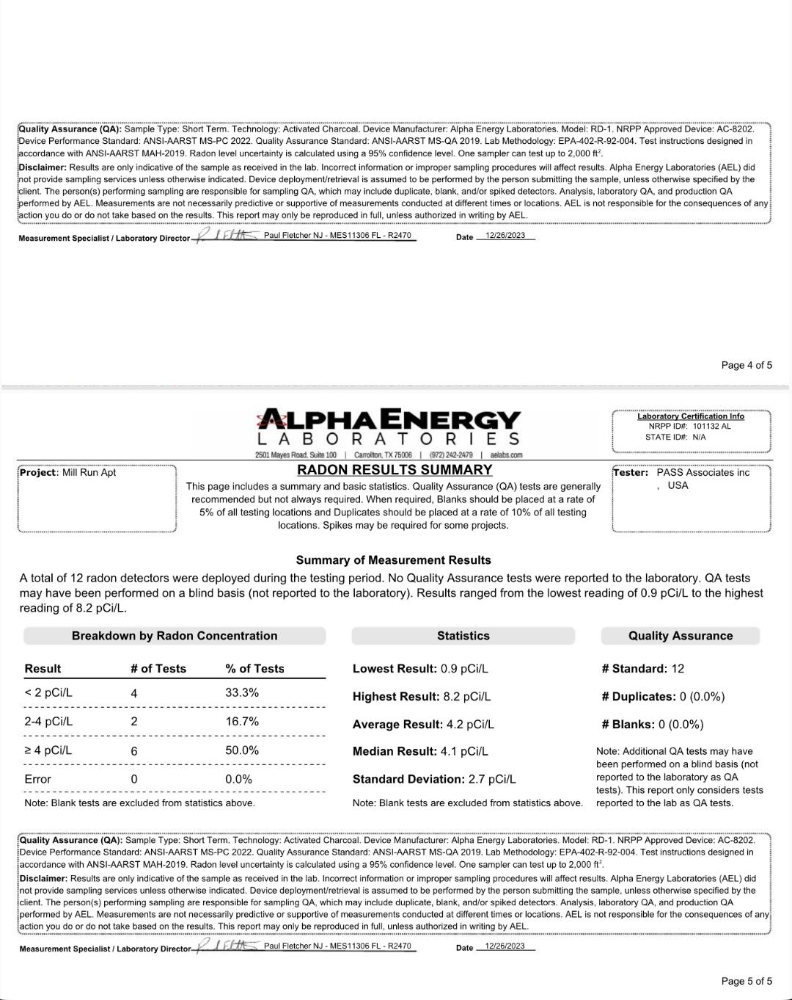 Quality Assurance (QA): Sample Type: Short Term. Technology: Activated Charcoal. Device Manufacturer: Alpha Energy Laboratories. Model: RD-1. NRPP Approved Device: AC-8202.
Device Performance Standard: ANSI-AARST MS-PC 2022. Quality Assurance Standard: ANSI-AARST MS-QA 2019. Lab Methodology: EPA-402-R-92-004. Test instructions designed in
accordance with ANSI-AARST MAH-2019. Radon level uncertainty is calculated using a 95% confidence level. One sampler can test up to 2,000 ft².
Disclaimer: Results are only indicative of the sample as received in the lab. Incorrect information or improper sampling procedures will affect results. Alpha Energy Laboratories (AEL) did
not provide sampling services unless otherwise indicated. Device deployment/retrieval is assumed to be performed by the person submitting the sample, unless otherwise specified by the
client. The person(s) performing sampling are responsible for sampling QA, which may include duplicate, blank, and/or spiked detectors. Analysis, laboratory QA, and production QA
performed by AEL. Measurements are not necessarily predictive or supportive of measurements conducted at different times or locations. AEL is not responsible for the consequences of any
action you do or do not take based on the results. This report may only be reproduced in full, unless authorized in writing by AEL.
Measurement Specialist / Laboratory Director Paul Fletcher NJ - MES11306 FL - R2470 Date 12/26/2023
Page 4 of 5
ALPHAENERGY
LABORATORIES
2501 Mayes Road, Suite 100 | Carrollton, TX 75006 | (972) 242-2479 | aelabs.com
Laboratory Certification Info
NRPP ID#: 101132 AL
STATE ID#: N/A
Project: Mill Run Apt
RADON RESULTS SUMMARY
This page includes a summary and basic statistics. Quality Assurance (QA) tests are generally
recommended but not always required. When required, Blanks should be placed at a rate of
5% of all testing locations and Duplicates should be placed at a rate of 10% of all testing
locations. Spikes may be required for some projects.
Tester: PASS Associates inc
, USA
Summary of Measurement Results
A total of 12 radon detectors were deployed during the testing period. No Quality Assurance tests were reported to the laboratory. QA tests
may have been performed on a blind basis (not reported to the laboratory). Results ranged from the lowest reading of 0.9 pCi/L to the highest
reading of 8.2 pCi/L.
Breakdown by Radon Concentration
Result # of Tests % of Tests
< 2 pCi/L 4 33.3%
2-4 pCi/L 2 16.7%
≥ 4 pCi/L 6 50.0%
Error 0 0.0%
Note: Blank tests are excluded from statistics above.
Statistics
Lowest Result: 0.9 pCi/L
Highest Result: 8.2 pCi/L
Average Result: 4.2 pCi/L
Median Result: 4.1 pCi/L
Standard Deviation: 2.7 pCi/L
Note: Blank tests are excluded from statistics above.
Quality Assurance
# Standard: 12
# Duplicates: 0 (0.0%)
# Blanks: 0 (0.0%)
Note: Additional QA tests may have
been performed on a blind basis (not
reported to the laboratory as QA
tests). This report only considers tests
reported to the lab as QA tests.
Quality Assurance (QA): Sample Type: Short Term. Technology: Activated Charcoal. Device Manufacturer: Alpha Energy Laboratories. Model: RD-1. NRPP Approved Device: AC-8202.
Device Performance Standard: ANSI-AARST MS-PC 2022. Quality Assurance Standard: ANSI-AARST MS-QA 2019. Lab Methodology: EPA-402-R-92-004. Test instructions designed in
accordance with ANSI-AARST MAH-2019. Radon level uncertainty is calculated using a 95% confidence level. One sampler can test up to 2,000 ft².
Disclaimer: Results are only indicative of the sample as received in the lab. Incorrect information or improper sampling procedures will affect results. Alpha Energy Laboratories (AEL) did
not provide sampling services unless otherwise indicated. Device deployment/retrieval is assumed to be performed by the person submitting the sample, unless otherwise specified by the
client. The person(s) performing sampling are responsible for sampling QA, which may include duplicate, blank, and/or spiked detectors. Analysis, laboratory QA, and production QA
performed by AEL. Measurements are not necessarily predictive or supportive of measurements conducted at different times or locations. AEL is not responsible for the consequences of any
action you do or do not take based on the results. This report may only be reproduced in full, unless authorized in writing by AEL.
Measurement Specialist / Laboratory Director Paul Fletcher NJ - MES11306 FL - R2470 Date 12/26/2023
Page 5 of 5